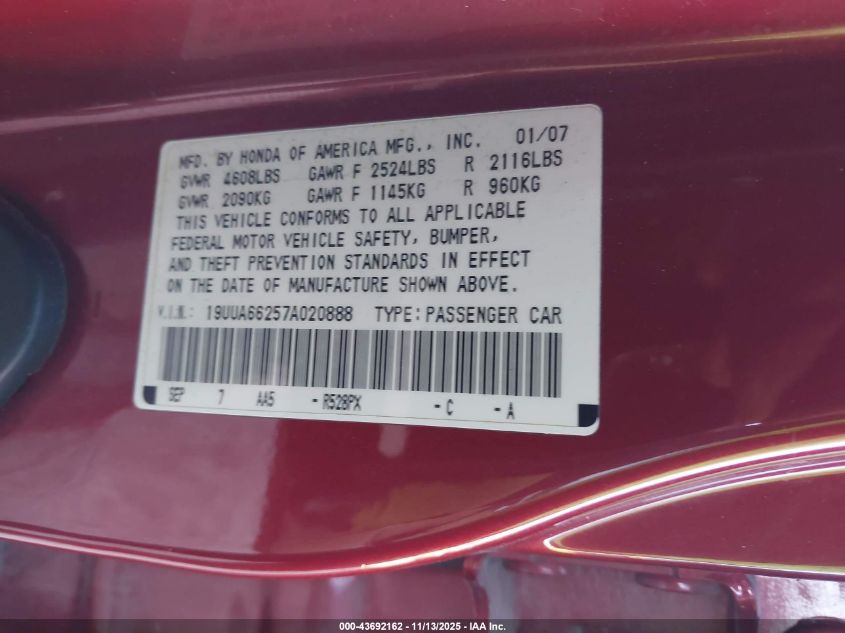 MFD. BY HONDA OF AMERICA MFG., INC. 01/07
GVWR 4608LBS GAWR F 2524LBS R 2116LBS
GVWR 2090KG GAWR F 1145KG R 960KG
THIS VEHICLE CONFORMS TO ALL APPLICABLE
FEDERAL MOTOR VEHICLE SAFETY, BUMPER,
AND THEFT PREVENTION STANDARDS IN EFFECT
ON THE DATE OF MANUFACTURE SHOWN ABOVE.
V.I.N.: 19UUA66257A020888 TYPE: PASSENGER CAR
SEP 7 AA5 - R528PX - C - A
000-43692162 - 11/13/2025 - IAA Inc.